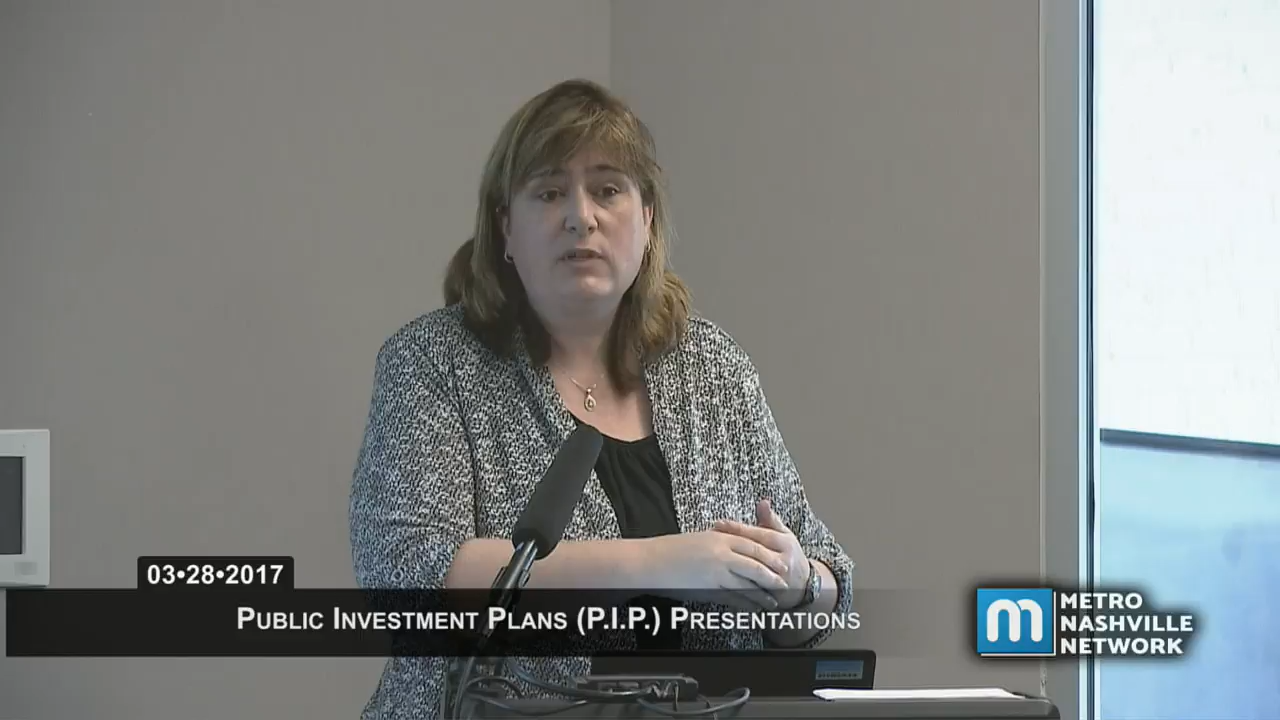 03•28•2017
Public Investment Plans (P.I.P.) Presentations
m
METRO
NASHVILLE
NETWORK